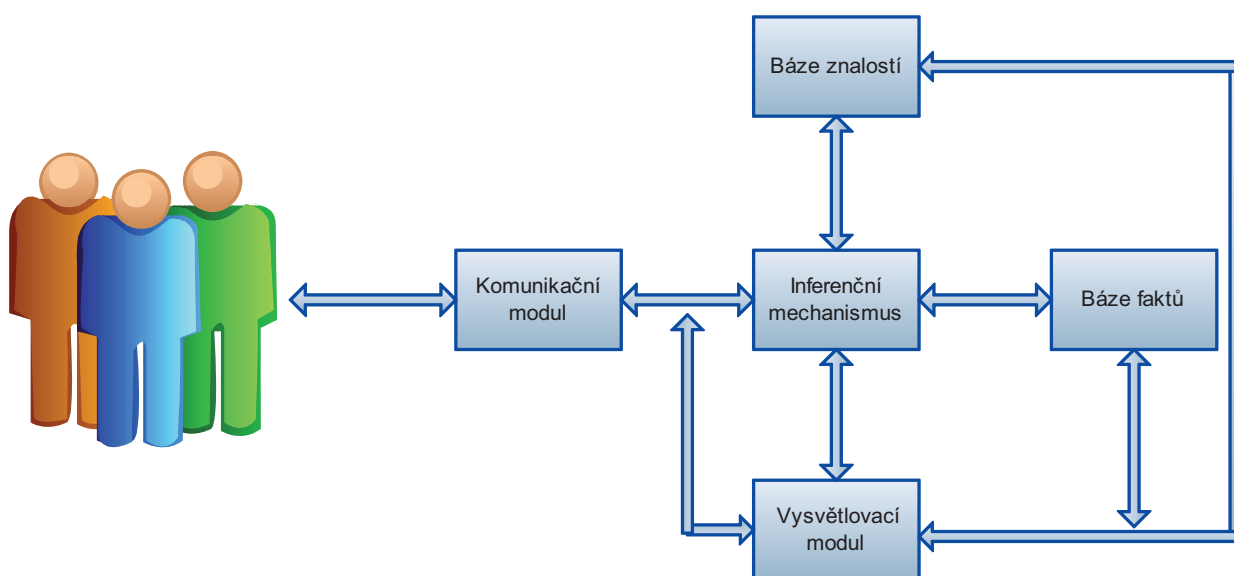 Báze znalostí
Komunikační
modul
Inferenční
mechanismus
Báze faktů
Vysvětlovací
modul